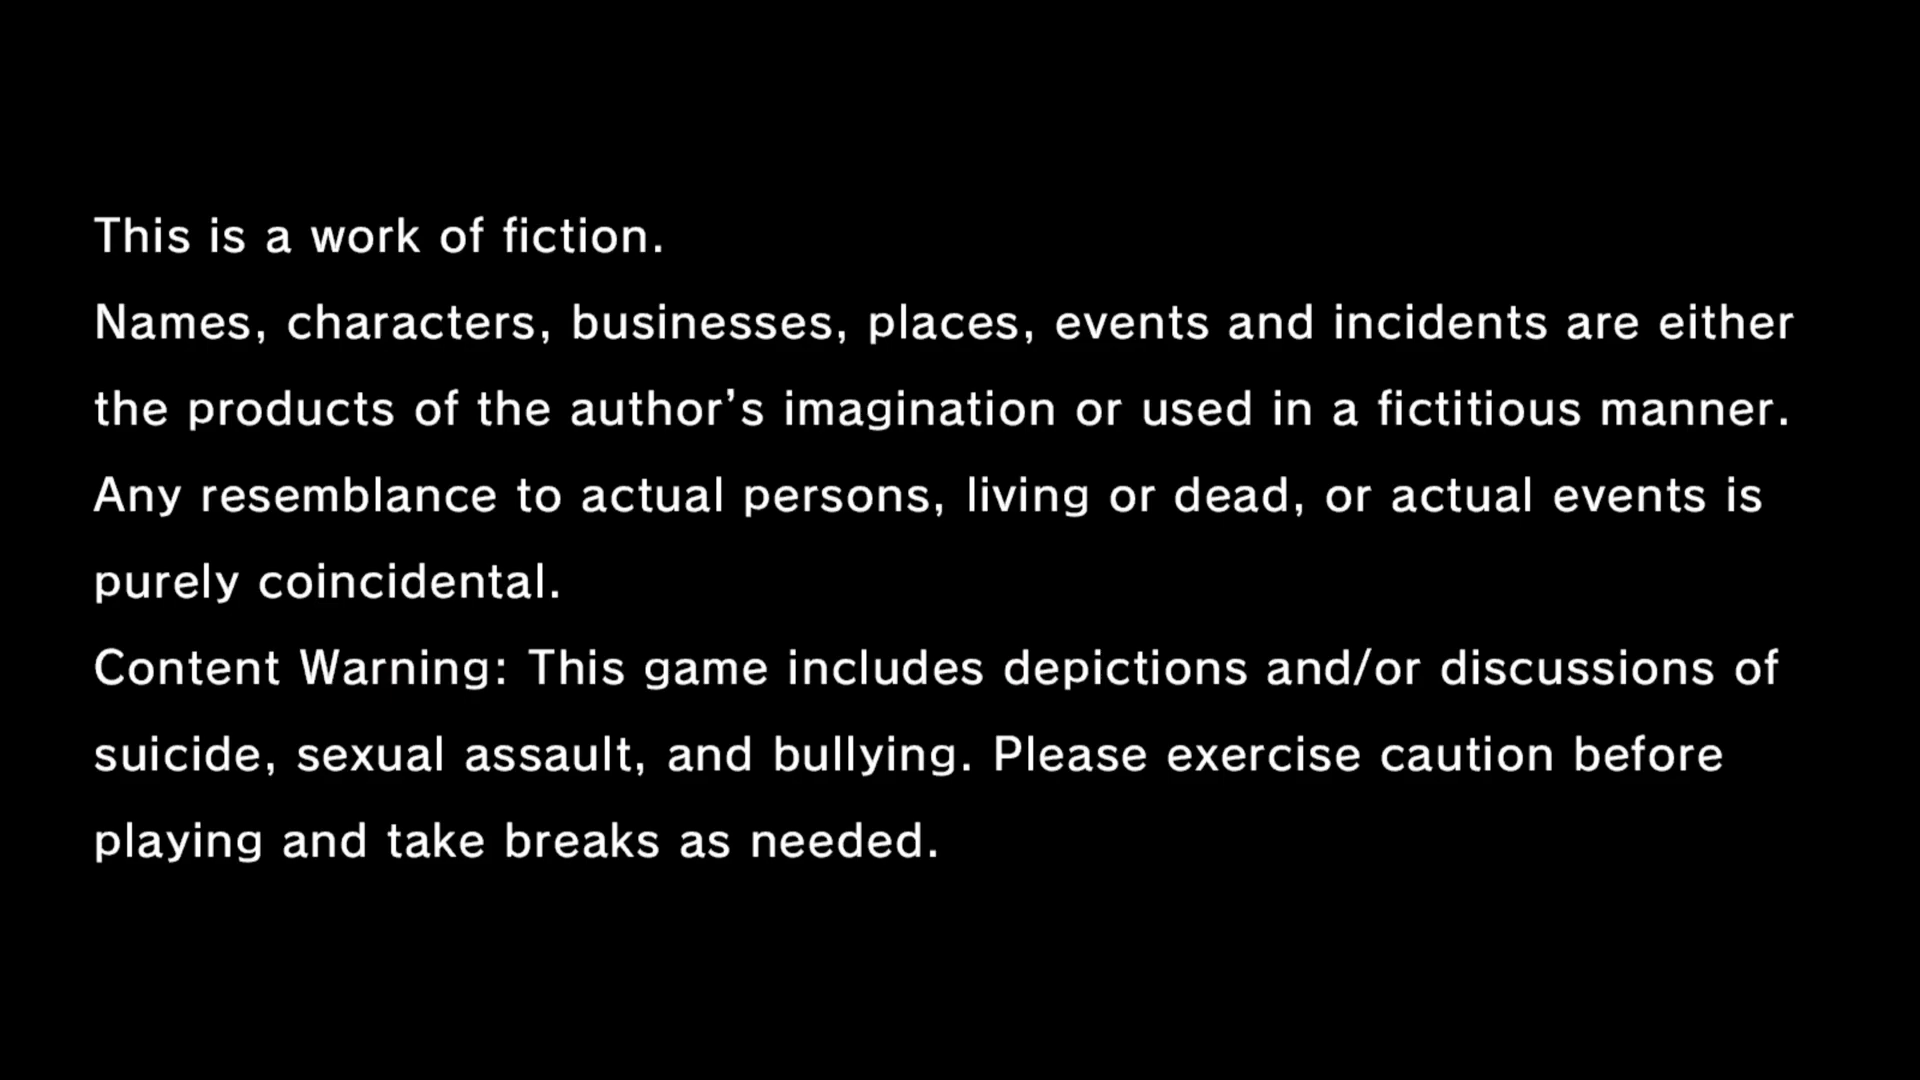 This is a work of fiction.
Names, characters, businesses, places, events and incidents are either
the products of the author’s imagination or used in a fictitious manner.
Any resemblance to actual persons, living or dead, or actual events is
purely coincidental.
Content Warning: This game includes depictions and/or discussions of
suicide, sexual assault, and bullying. Please exercise caution before
playing and take breaks as needed.